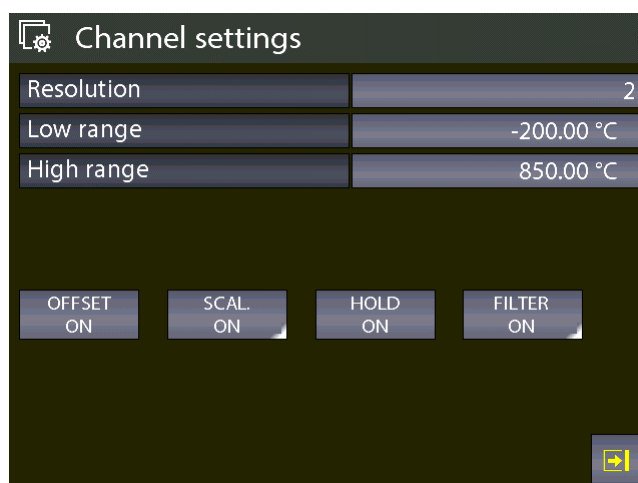 Channel settings
Resolution 2
Low range -200.00 °C
High range 850.00 °C
OFFSET SCAL. HOLD FILTER
ON ON ON ON